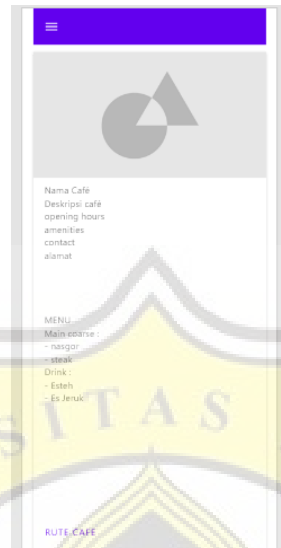 Nama Café
Deskripsi café
opening hours
amenities
contact
alamat
MENU :
Main coarse :
- nasgor
- steak
Drink :
- Esteh
- Es Jeruk
SITAS
RUTE CAFE